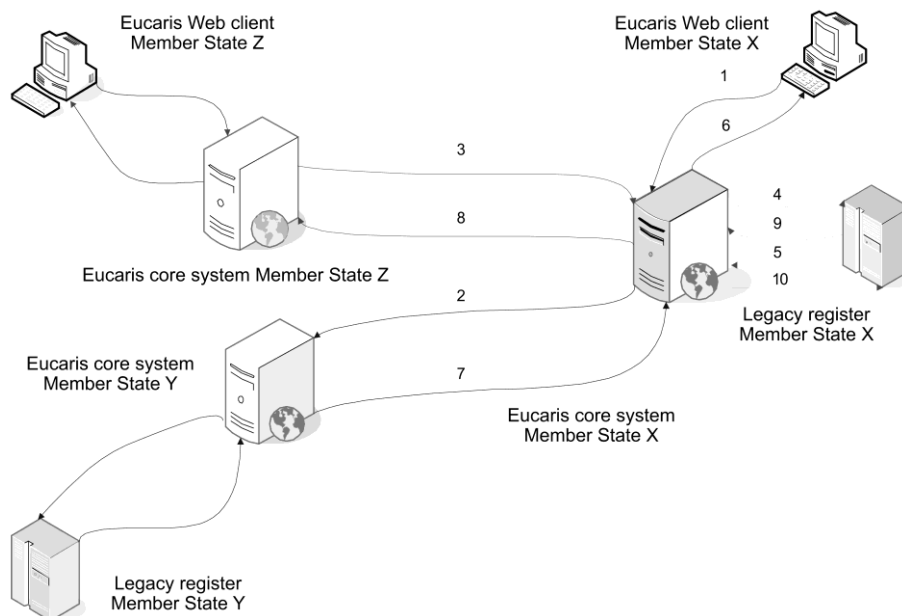 Eucaris Web client
Member State Z
Eucaris Web client
Member State X
1
6
3
4
8
9
5
10
Eucaris core system Member State Z
2
Legacy register
Member State X
Eucaris core system
Member State Y
7
Eucaris core system
Member State X
Legacy register
Member State Y